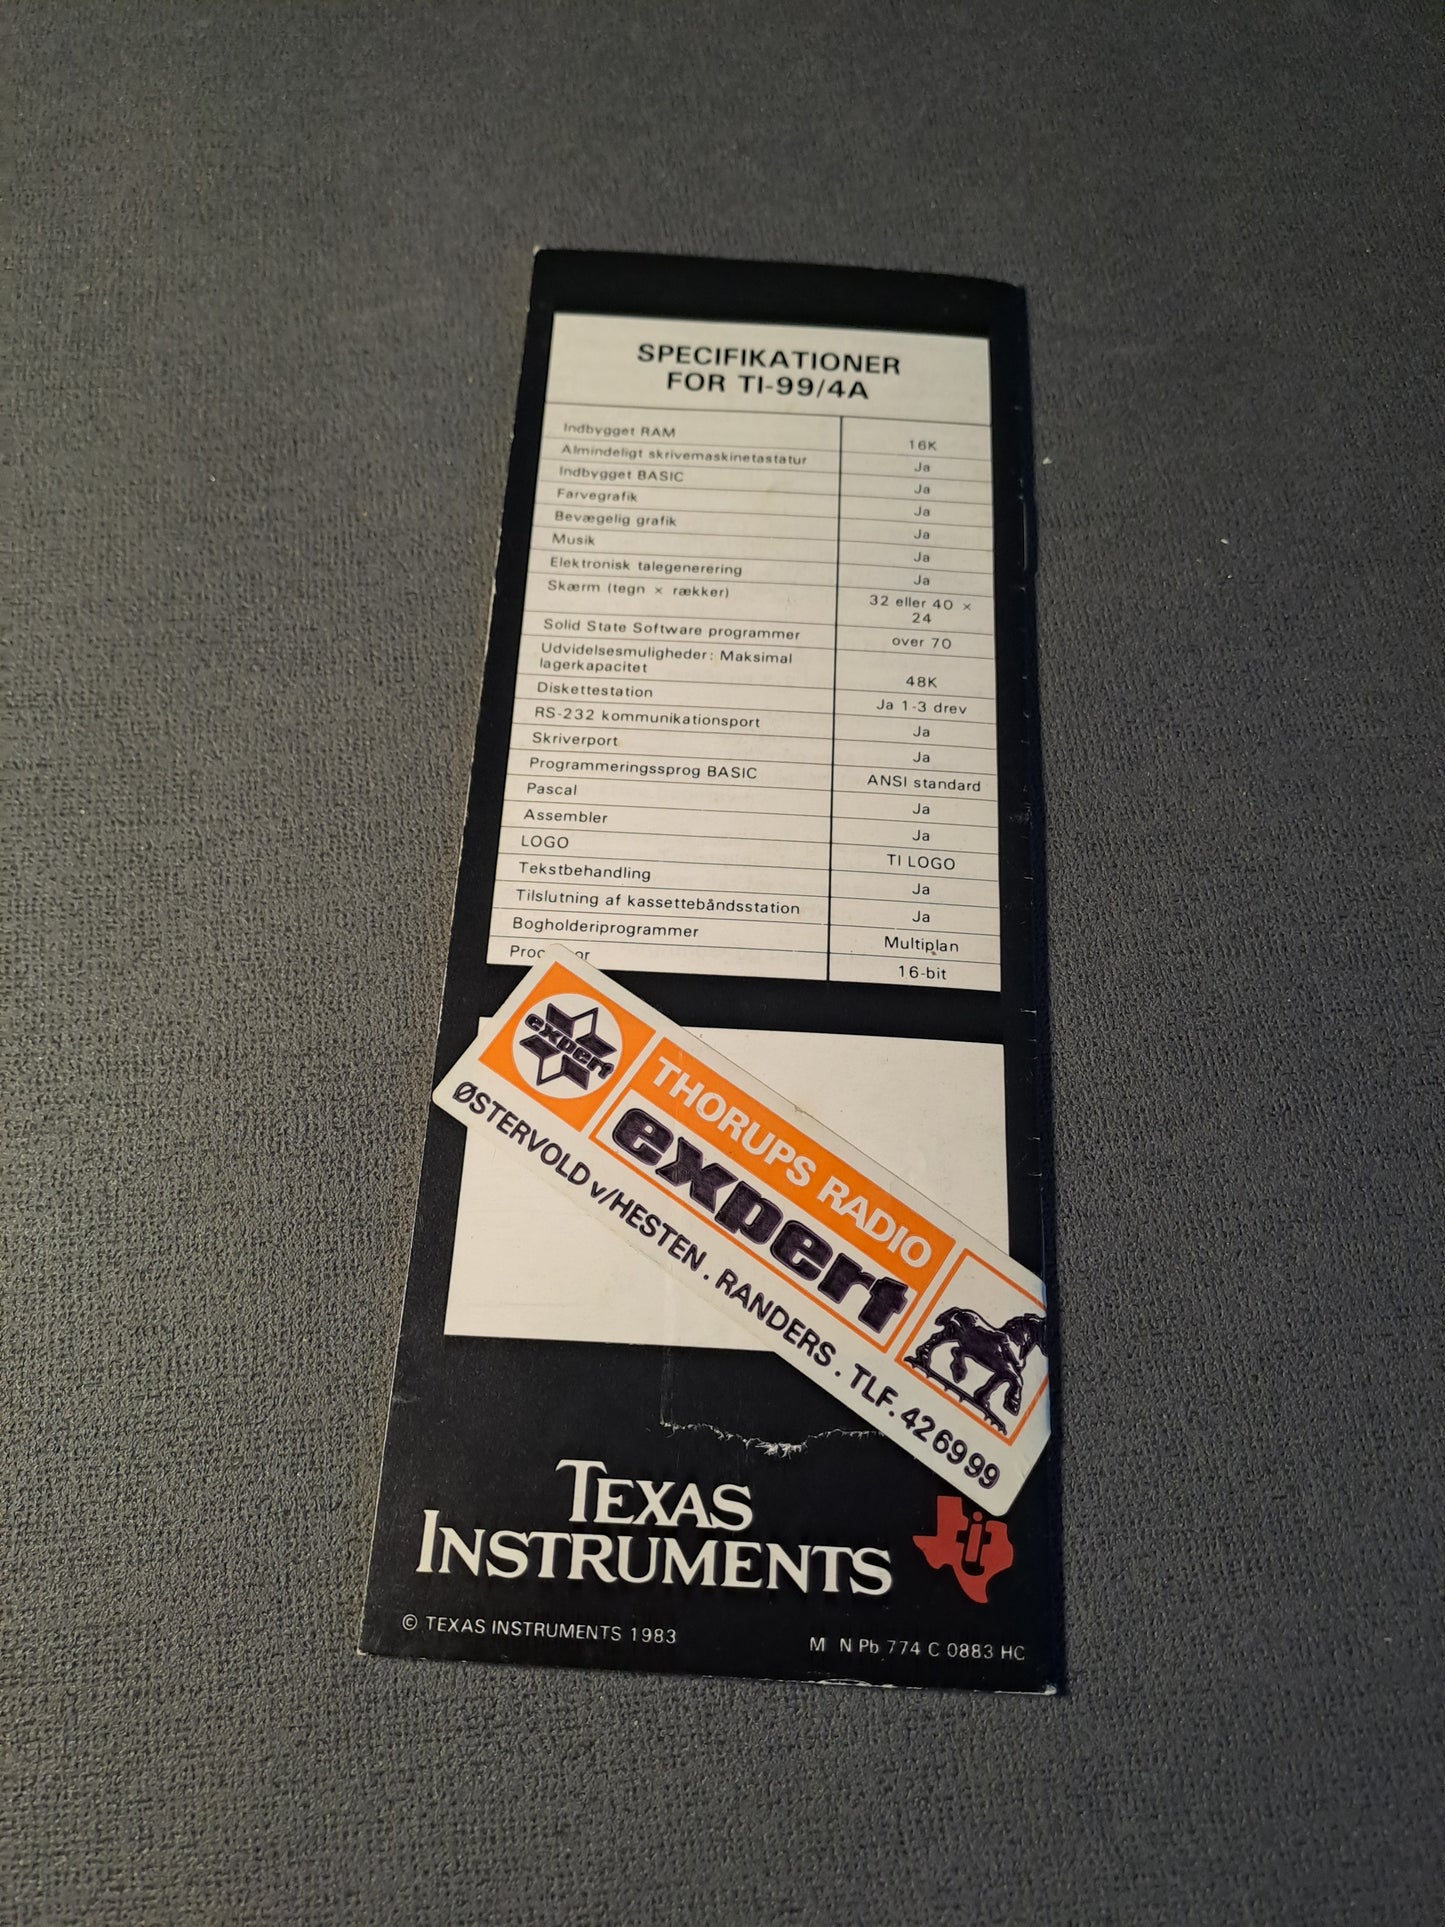 SPECIFIKATIONER
FOR TI-99/4A
Indbygget RAM 16K
Almindeligt skrivemaskinetastatur Ja
Indbygget BASIC Ja
Farvegrafik Ja
Bevægelig grafik Ja
Musik Ja
Elektronisk talegenerering Ja
Skærm (tegn × rækker) 32 eller 40 ×
24
Solid State Software programmer over 70
Udvidelsesmuligheder: Maksimal
lagerkapacitet 48K
Diskettestation Ja 1-3 drev
RS-232 kommunikationsport Ja
Skriverport Ja
Programmeringssprog BASIC ANSI standard
Pascal Ja
Assembler Ja
LOGO TI LOGO
Tekstbehandling Ja
Tilslutning af kassettebåndsstation Ja
Bogholderiprogrammer Multiplan
16-bit
expert
THORUPS RADIO
expert
ØSTERVOLD v/HESTEN . RANDERS . TLF. 426999
TEXAS
INSTRUMENTS
© TEXAS INSTRUMENTS 1983
M N Pb 774 C 0883 HC